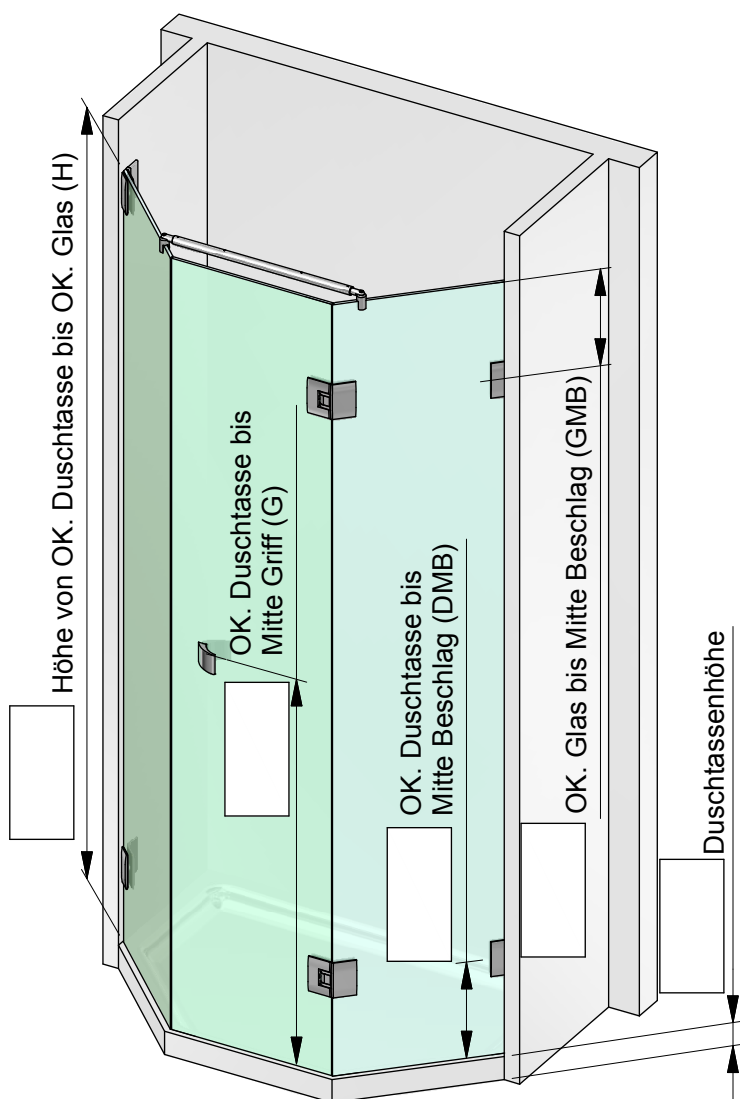 Höhe von OK. Duschtasse bis OK. Glas (H)
OK. Duschtasse bis
Mitte Griff (G)
OK. Duschtasse bis
Mitte Beschlag (DMB)
OK. Glas bis Mitte Beschlag (GMB)
Duschtassenhöhe